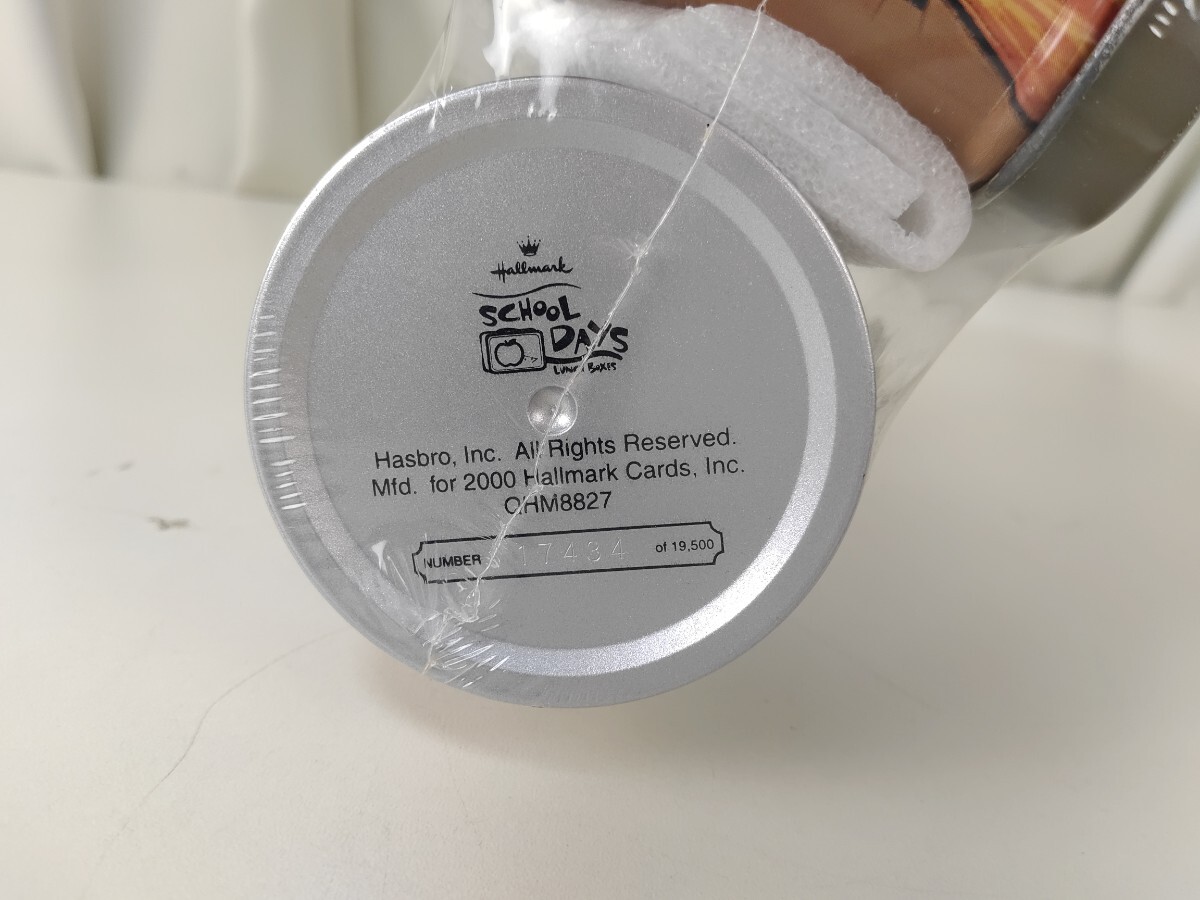 Hallmark
SCHOOL
DAYS
LUNCH BOXES
Hasbro, Inc. All Rights Reserved.
Mfd. for 2000 Hallmark Cards, Inc.
QHM8827
NUMBER 17434 of 19,500